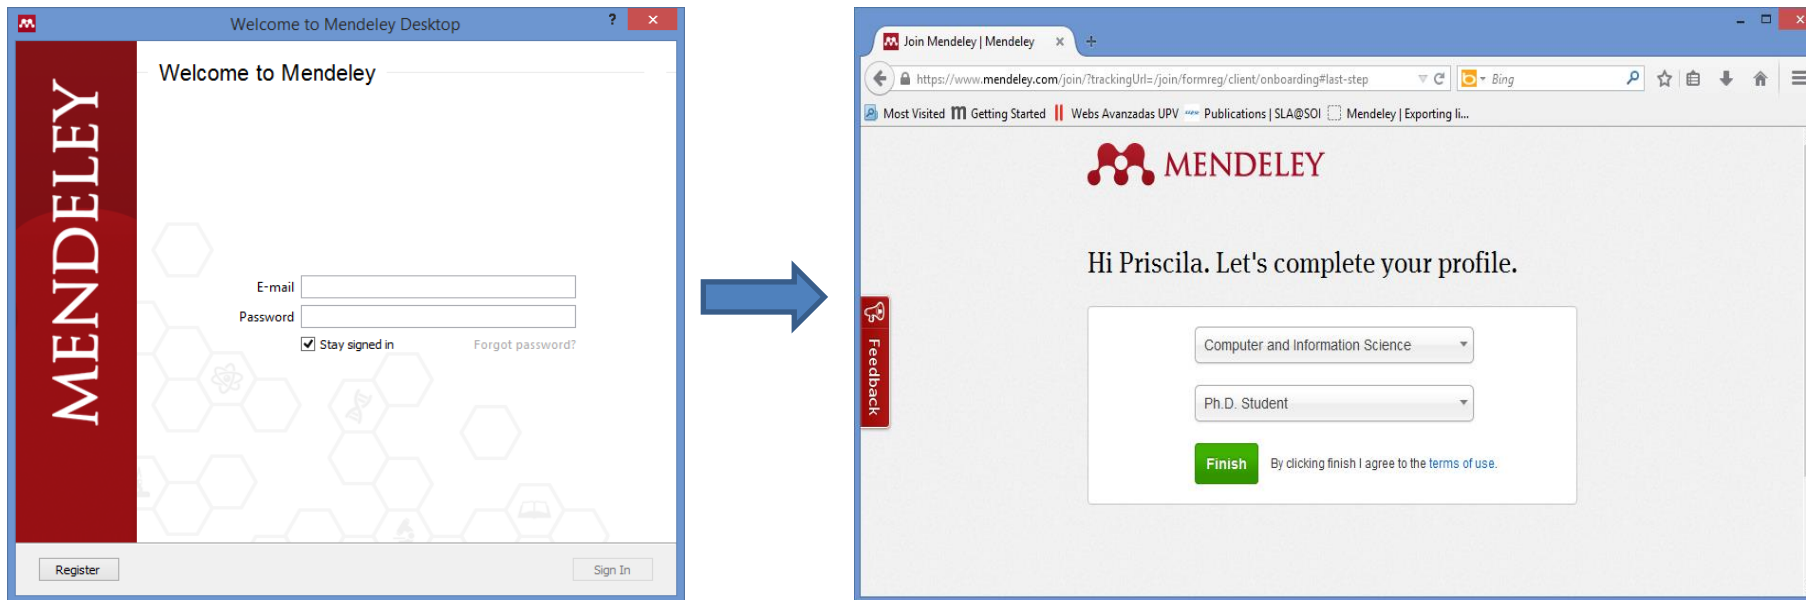 Welcome to Mendeley Desktop
?
Welcome to Mendeley
MENDELEY
E-mail
Password
Stay signed in Forgot password?
Register Sign In
Join Mendeley | Mendeley
https://www.mendeley.com/join/?trackingUrl=/join/formreg/client/onboarding#last-step Bing
Most Visited Getting Started Webs Avanzadas UPV Publications | SLA@SOI Mendeley | Exporting li...
MENDELEY
Hi Priscila. Let's complete your profile.
Feedback
Computer and Information Science
Ph.D. Student
Finish By clicking finish I agree to the terms of use.